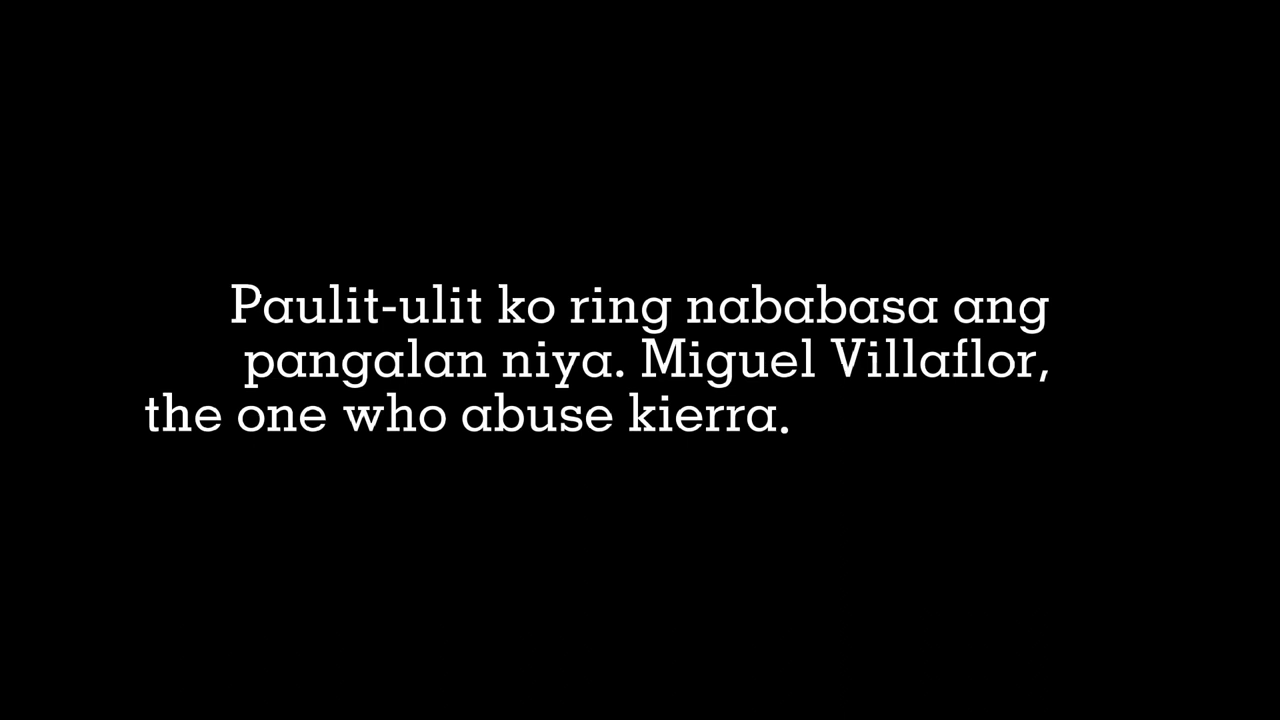 Paulit-ulit ko ring nababasa ang
pangalan niya. Miguel Villaflor,
the one who abuse kierra.